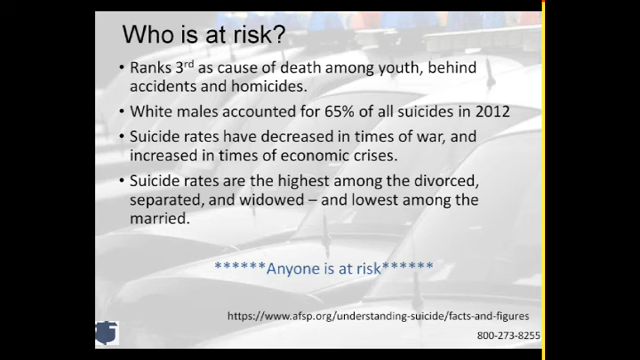 Who is at risk?
• Ranks 3rd as cause of death among youth, behind
accidents and homicides.
• White males accounted for 65% of all suicides in 2012
• Suicide rates have decreased in times of war, and
increased in times of economic crises.
• Suicide rates are the highest among the divorced,
separated, and widowed – and lowest among the
married.
******Anyone is at risk******
https://www.afsp.org/understanding-suicide/facts-and-figures
800-273-8255